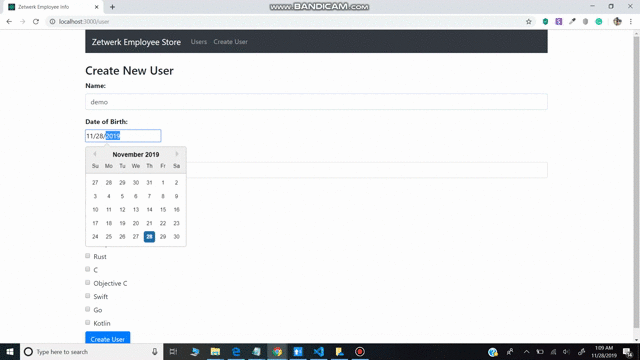 www.BANDICAM.com
Zetwerk Employee Info
localhost:3000/user
Zetwerk Employee Store Users Create User
Create New User
Name:
demo
Date of Birth:
11/28/2019
November 2019
Su Mo Tu We Th Fr Sa
27 28 29 30 31 1 2
3 4 5 6 7 8 9
10 11 12 13 14 15 16
17 18 19 20 21 22 23
24 25 26 27 28 29 30
Rust
C
Objective C
Swift
Go
Kotlin
Create User
Type here to search
1:09 AM
11/28/2019